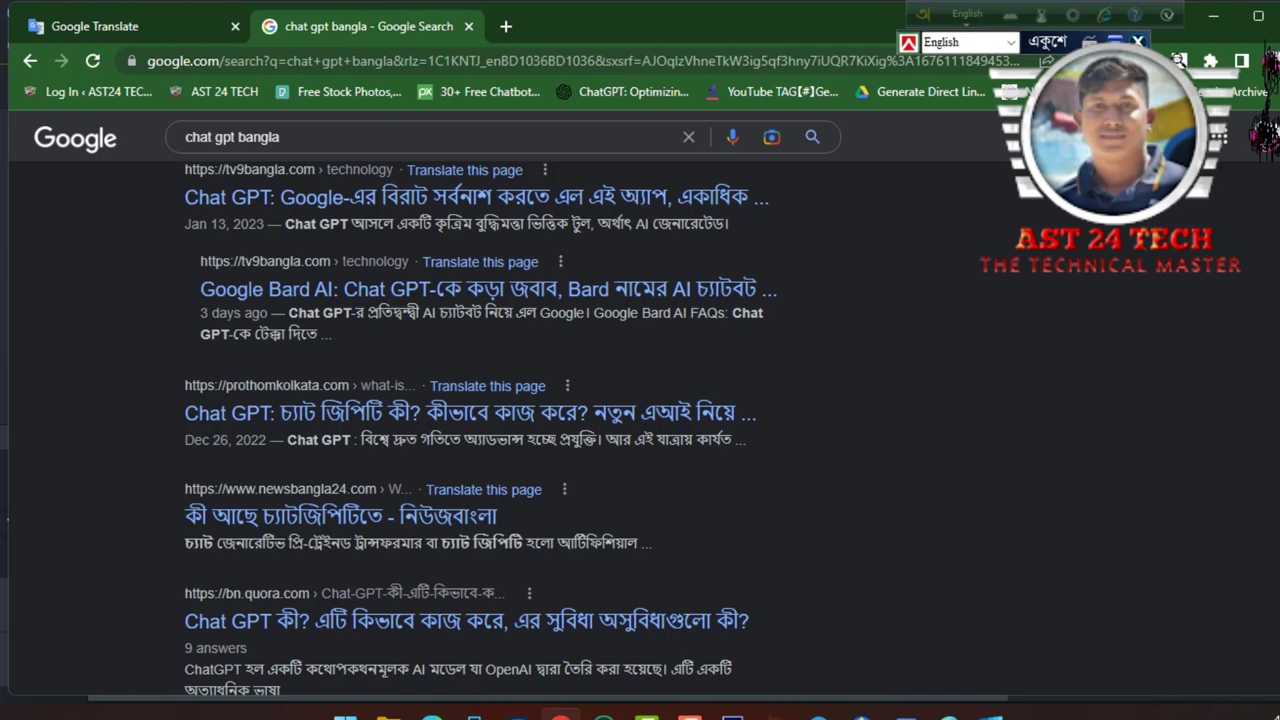 Google Translate
chat gpt bangla - Google Search
English
English
একুশে
google.com/search?q=chat+gpt+bangla&rlz=1C1KNTJ_enBD1036BD1036&sxsrf=AJOqlzVhneTkW3ig5qf3hny7iUQR7KiXig%3A1676111849453...
Log In ‹ AST24 TEC...
AST 24 TECH
Free Stock Photos,...
30+ Free Chatbot...
ChatGPT: Optimizin...
YouTube TAG【#】Ge...
Generate Direct Lin...
Archive
Google
chat gpt bangla
AST 24 TECH
THE TECHNICAL MASTER
https://tv9bangla.com › technology · Translate this page
Chat GPT: Google-এর বিরাট সর্বনাশ করতে এল এই অ্যাপ, একাধিক ...
Jan 13, 2023 — Chat GPT আসলে একটি কৃত্রিম বুদ্ধিমত্তা ভিত্তিক টুল, অর্থাৎ AI জেনারেটেড।
https://tv9bangla.com › technology · Translate this page
Google Bard AI: Chat GPT-কে কড়া জবাব, Bard নামের AI চ্যাটবট ...
3 days ago — Chat GPT-র প্রতিদ্বন্দ্বী AI চ্যাটবট নিয়ে এল Google। Google Bard AI FAQs: Chat
GPT-কে টেক্কা দিতে ...
https://prothomkolkata.com › what-is... · Translate this page
Chat GPT: চ্যাট জিপিটি কী? কীভাবে কাজ করে? নতুন এআই নিয়ে ...
Dec 26, 2022 — Chat GPT : বিশ্বে দ্রুত গতিতে অ্যাডভান্স হচ্ছে প্রযুক্তি। আর এই যাত্রায় কার্যত ...
https://www.newsbangla24.com › W... · Translate this page
কী আছে চ্যাটজিপিটিতে - নিউজবাংলা
চ্যাট জেনারেটিভ প্রি-ট্রেইনড ট্রান্সফরমার বা চ্যাট জিপিটি হলো আর্টিফিশিয়াল ...
https://bn.quora.com › Chat-GPT-কী-এটি-কিভাবে-ক...
Chat GPT কী? এটি কিভাবে কাজ করে, এর সুবিধা অসুবিধাগুলো কী?
9 answers
ChatGPT হল একটি কথোপকথনমূলক AI মডেল যা OpenAI দ্বারা তৈরি করা হয়েছে। এটি একটি
অত্যাধুনিক ভাষা